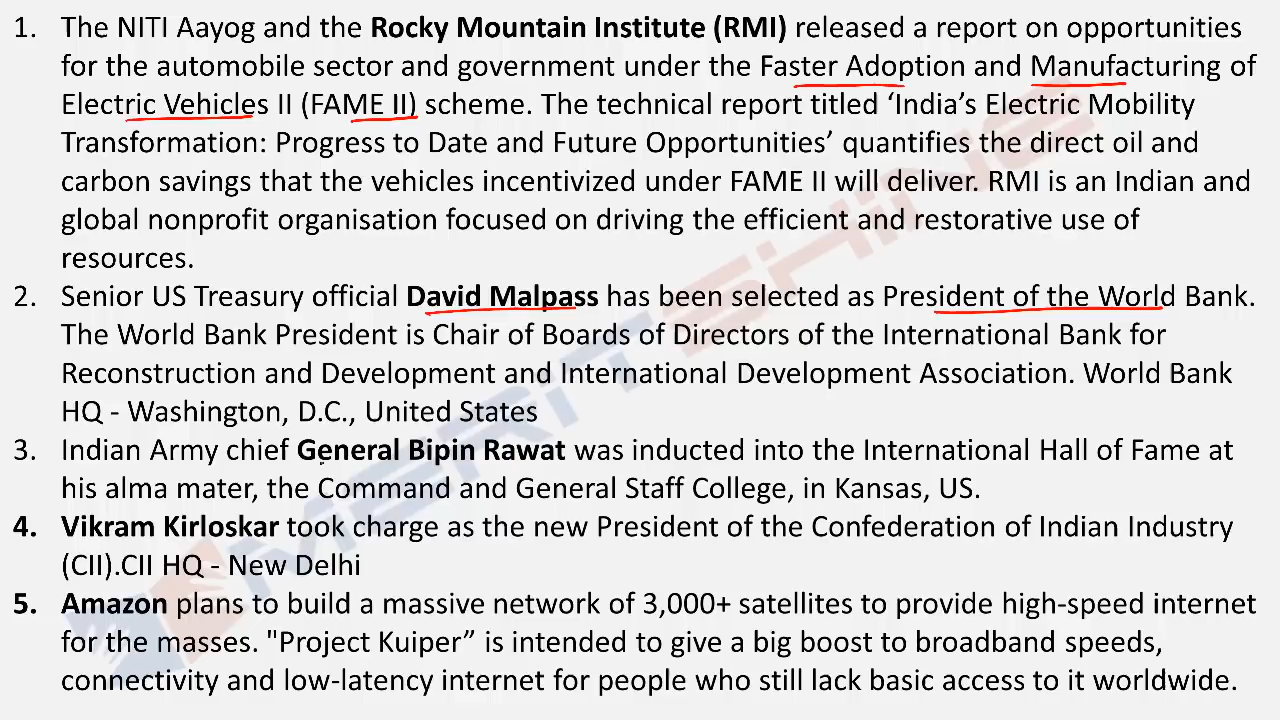 1. The NITI Aayog and the Rocky Mountain Institute (RMI) released a report on opportunities
for the automobile sector and government under the Faster Adoption and Manufacturing of
Electric Vehicles II (FAME II) scheme. The technical report titled ‘India’s Electric Mobility
Transformation: Progress to Date and Future Opportunities’ quantifies the direct oil and
carbon savings that the vehicles incentivized under FAME II will deliver. RMI is an Indian and
global nonprofit organisation focused on driving the efficient and restorative use of
resources.
2. Senior US Treasury official David Malpass has been selected as President of the World Bank.
The World Bank President is Chair of Boards of Directors of the International Bank for
Reconstruction and Development and International Development Association. World Bank
HQ - Washington, D.C., United States
3. Indian Army chief General Bipin Rawat was inducted into the International Hall of Fame at
his alma mater, the Command and General Staff College, in Kansas, US.
4. Vikram Kirloskar took charge as the new President of the Confederation of Indian Industry
(CII).CII HQ - New Delhi
5. Amazon plans to build a massive network of 3,000+ satellites to provide high-speed internet
for the masses. "Project Kuiper” is intended to give a big boost to broadband speeds,
connectivity and low-latency internet for people who still lack basic access to it worldwide.
MERITSHINE